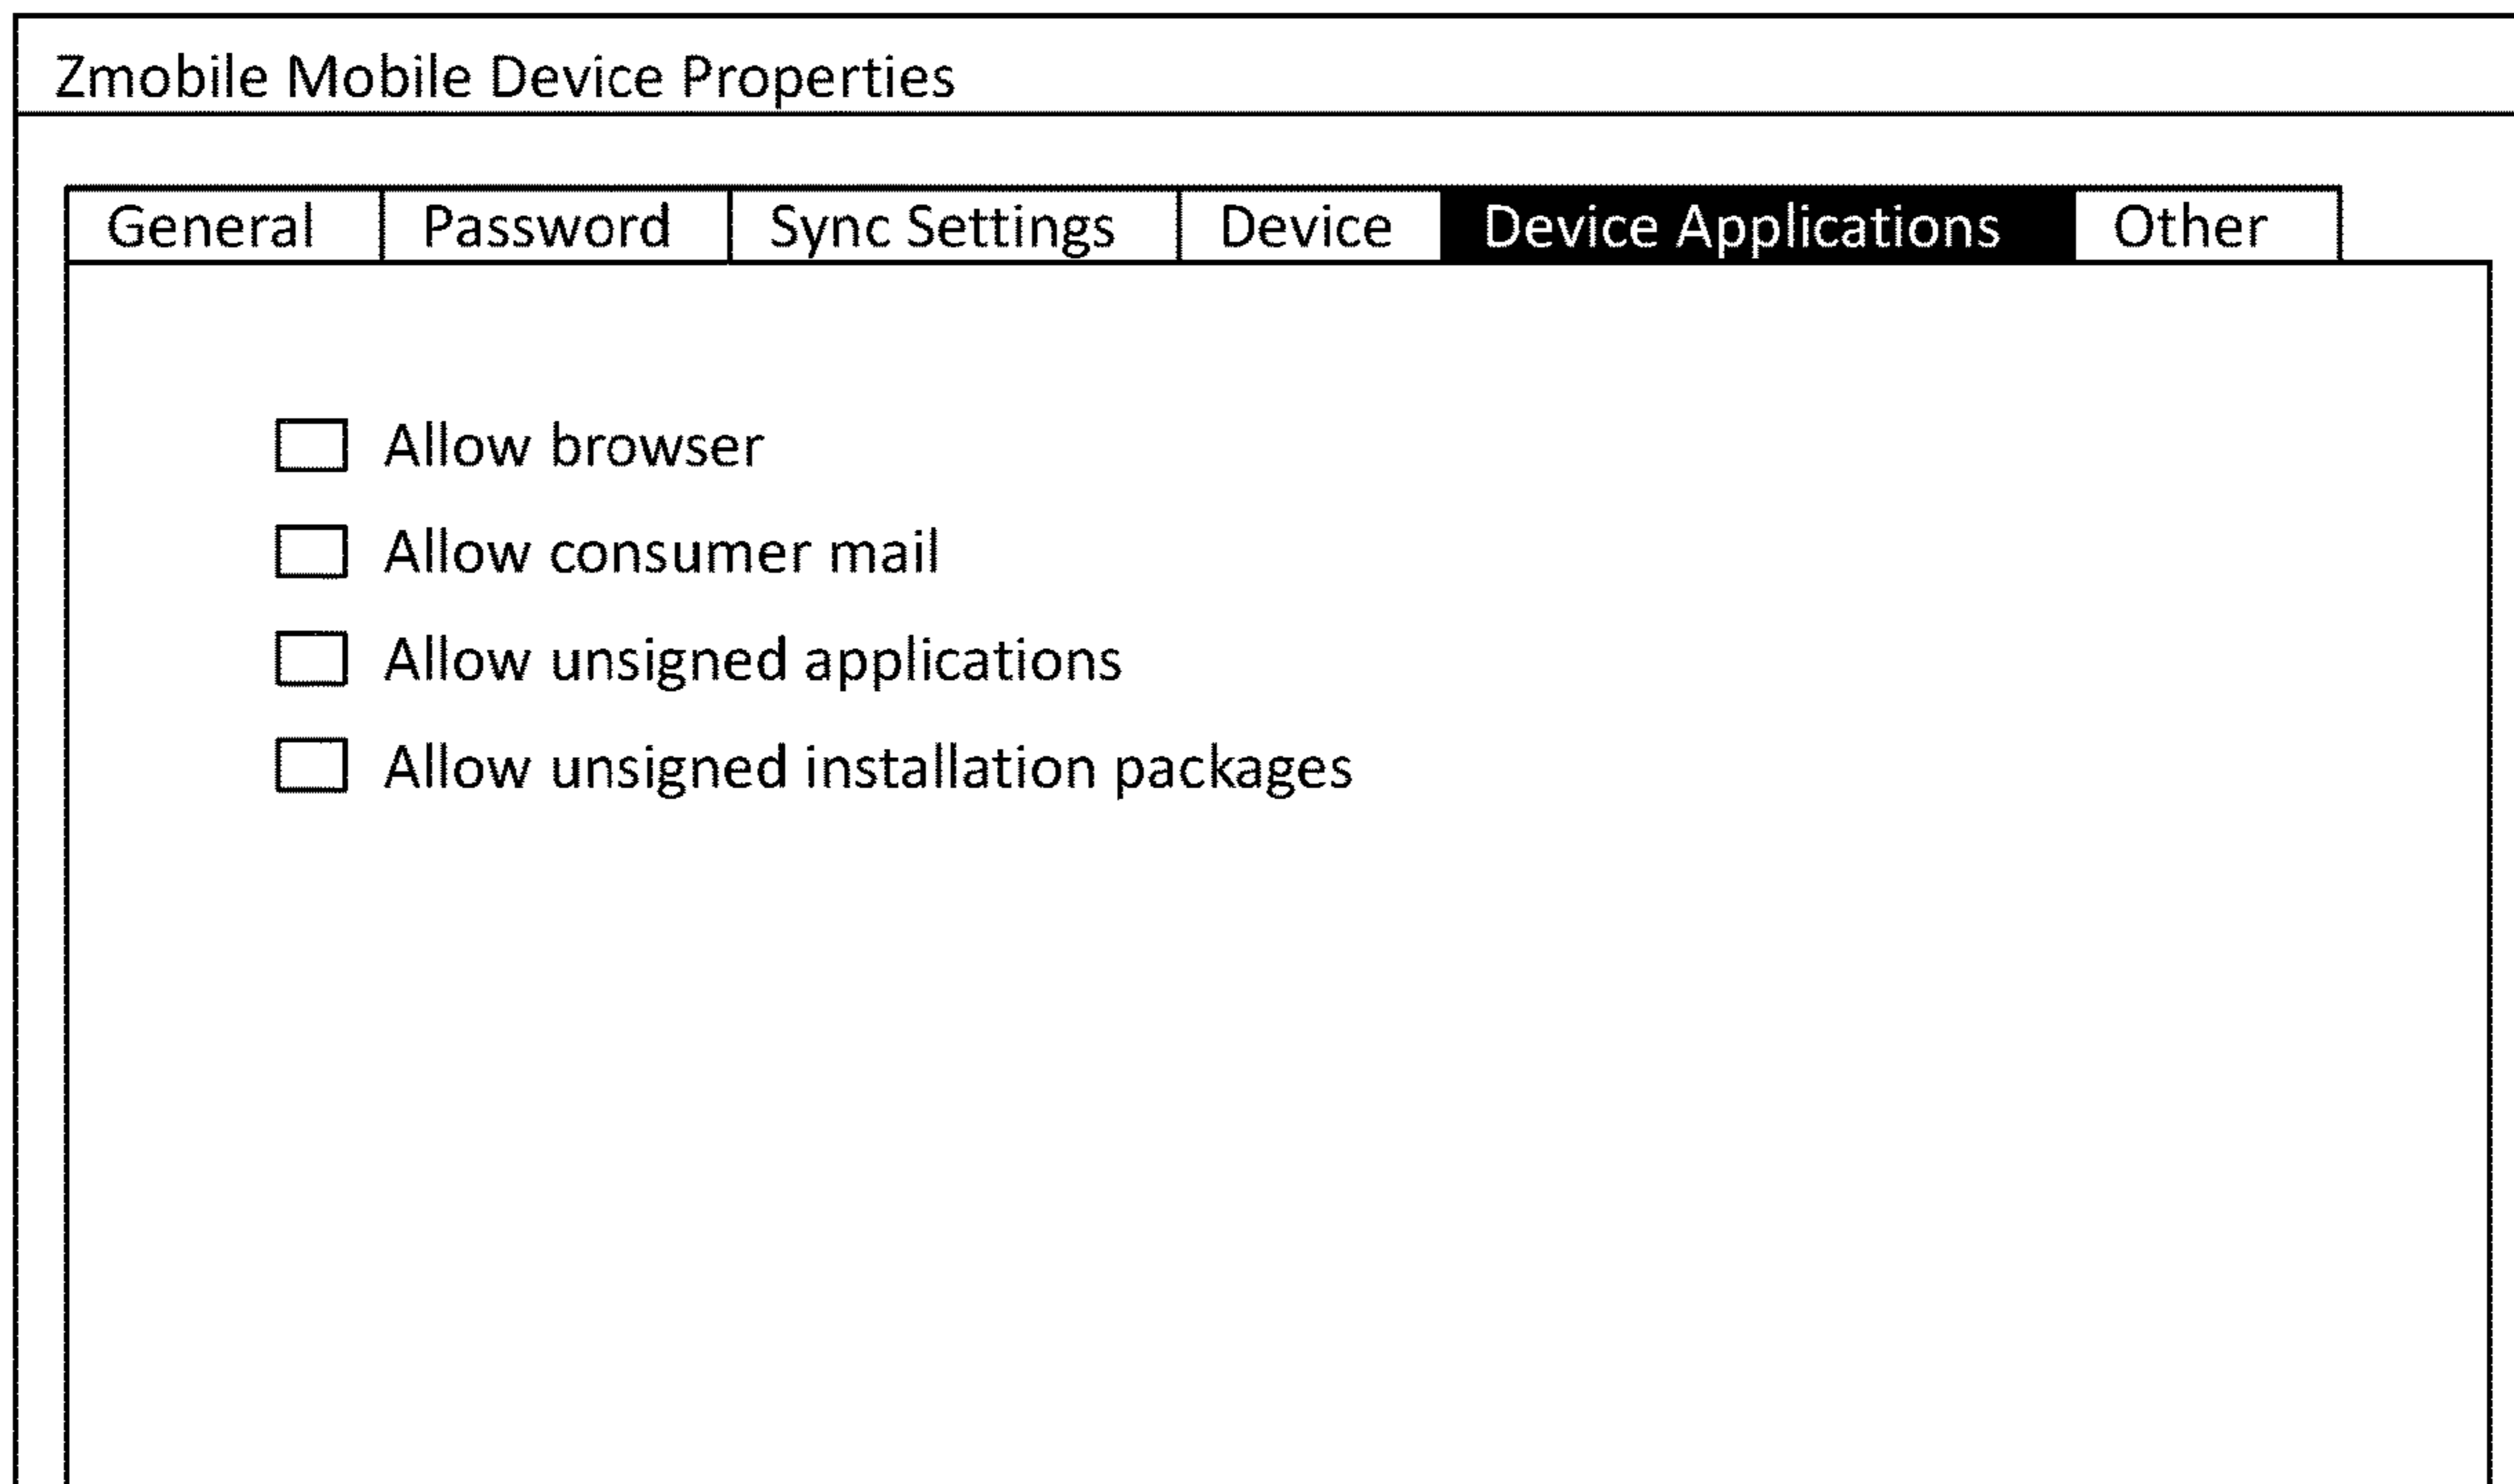 Zmobile Mobile Device Properties
General Password Sync Settings Device Device Applications Other
Allow browser
Allow consumer mail
Allow unsigned applications
Allow unsigned installation packages